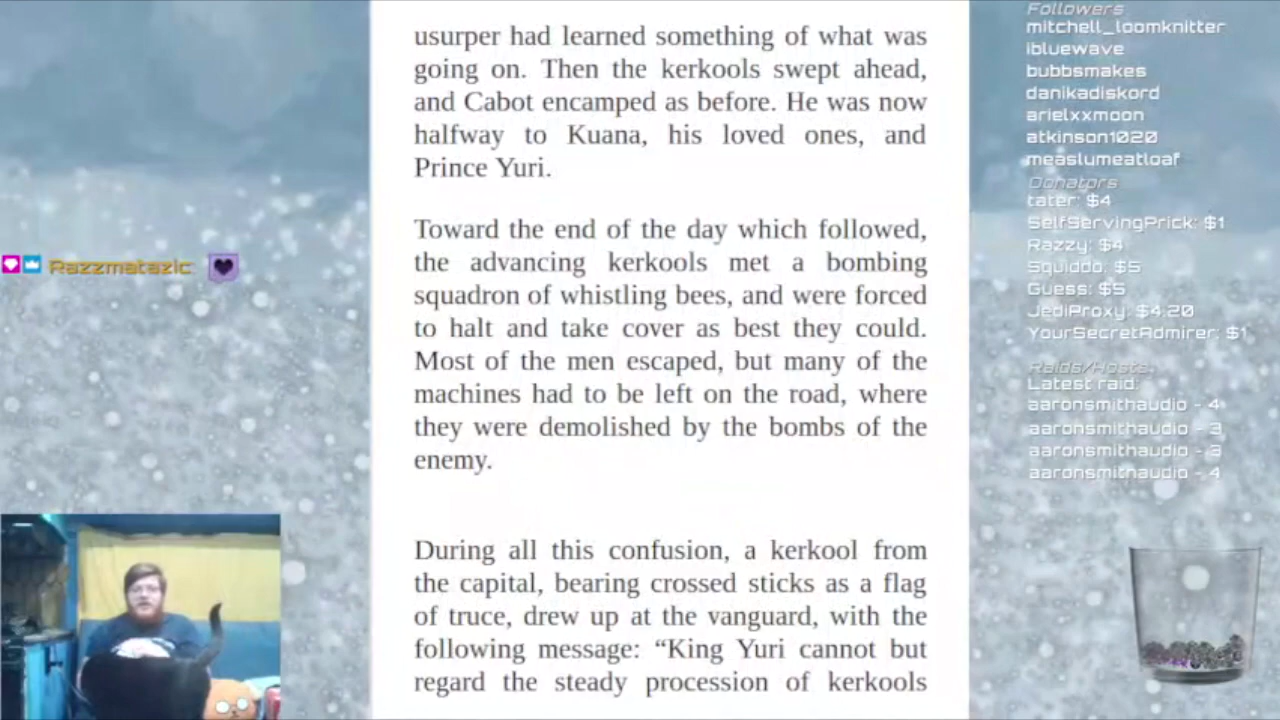 usurper had learned something of what was
going on. Then the kerkools swept ahead,
and Cabot encamped as before. He was now
halfway to Kuana, his loved ones, and
Prince Yuri.
Toward the end of the day which followed,
the advancing kerkools met a bombing
squadron of whistling bees, and were forced
to halt and take cover as best they could.
Most of the men escaped, but many of the
machines had to be left on the road, where
they were demolished by the bombs of the
enemy.
During all this confusion, a kerkool from
the capital, bearing crossed sticks as a flag
of truce, drew up at the vanguard, with the
following message: “King Yuri cannot but
regard the steady procession of kerkools
Razzmatazic
Followers
mitchell_loomknitter
ibluewave
bubbsmakes
danikadiskord
arielxxmoon
atkinson1020
measlumeatloaf
Donators
tater: $4
SelfServingPrick: $1
Razzy: $4
Squiddo: $5
Guess: $5
JediProxy: $4.20
YourSecretAdmirer: $1
Raids/Hosts
Latest raid:
aaronsmithaudio - 4
aaronsmithaudio - 3
aaronsmithaudio - 3
aaronsmithaudio - 4